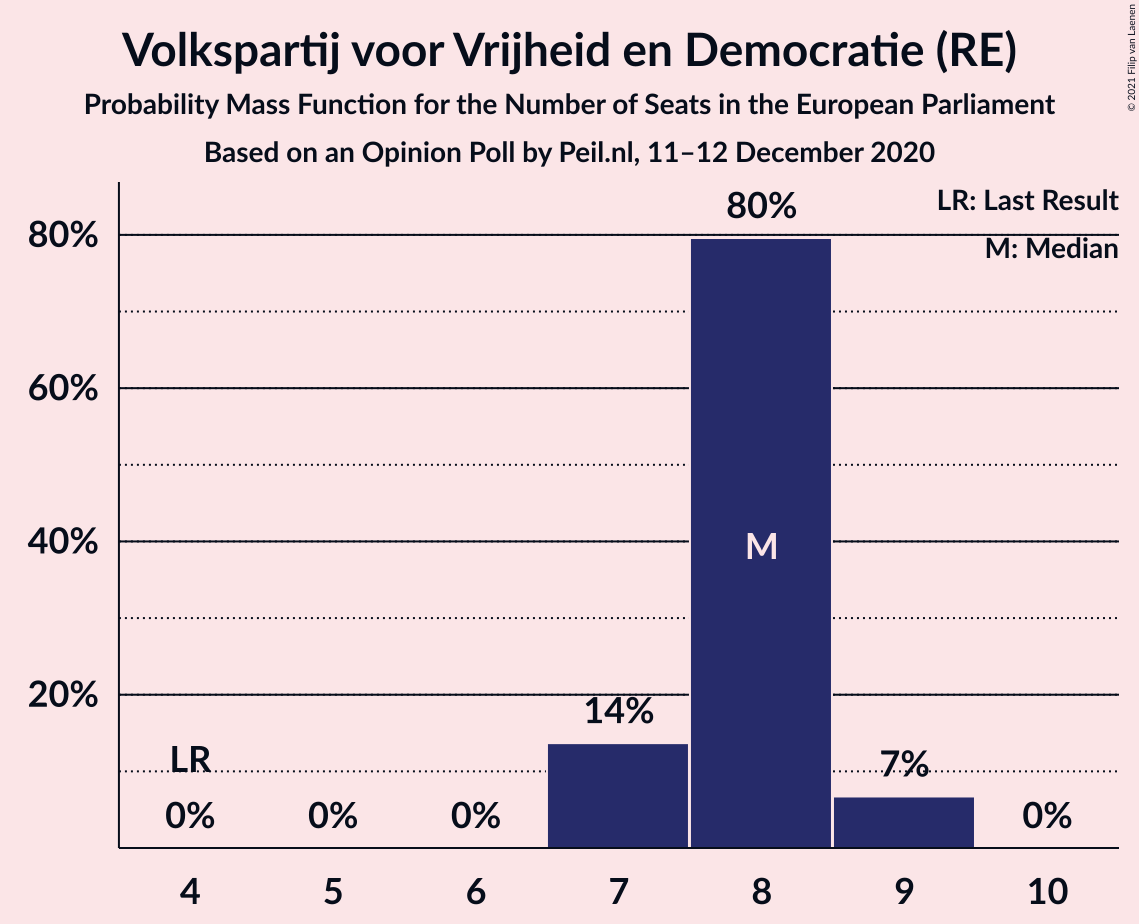 Volkspartij voor Vrijheid en Democratie (RE)
Probability Mass Function for the Number of Seats in the European Parliament
Based on an Opinion Poll by Peil.nl, 11–12 December 2020
© 2021 Filip van Laenen
LR: Last Result
M: Median
80%
60%
40%
20%
LR
0%
0%
0%
14%
80%
M
7%
0%
4
5
6
7
8
9
10